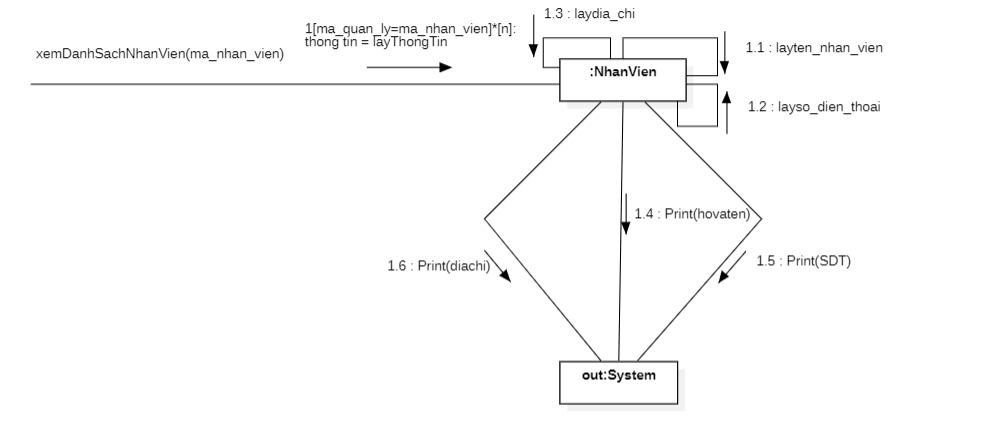 1.3 : laydia_chi
1[ma_quan_ly=ma_nhan_vien]*[n]:
thong tin = layThongTin
xemDanhSachNhanVien(ma_nhan_vien)
1.1 : layten_nhan_vien
:NhanVien
1.2 : layso_dien_thoai
1.4 : Print(hovaten)
1.6 : Print(diachi)
1.5 : Print(SDT)
out:System